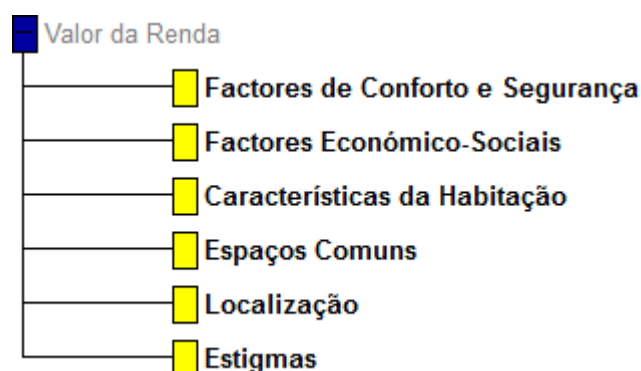 Valor da Renda
Factores de Conforto e Segurança
Factores Económico-Sociais
Características da Habitação
Espaços Comuns
Localização
Estigmas